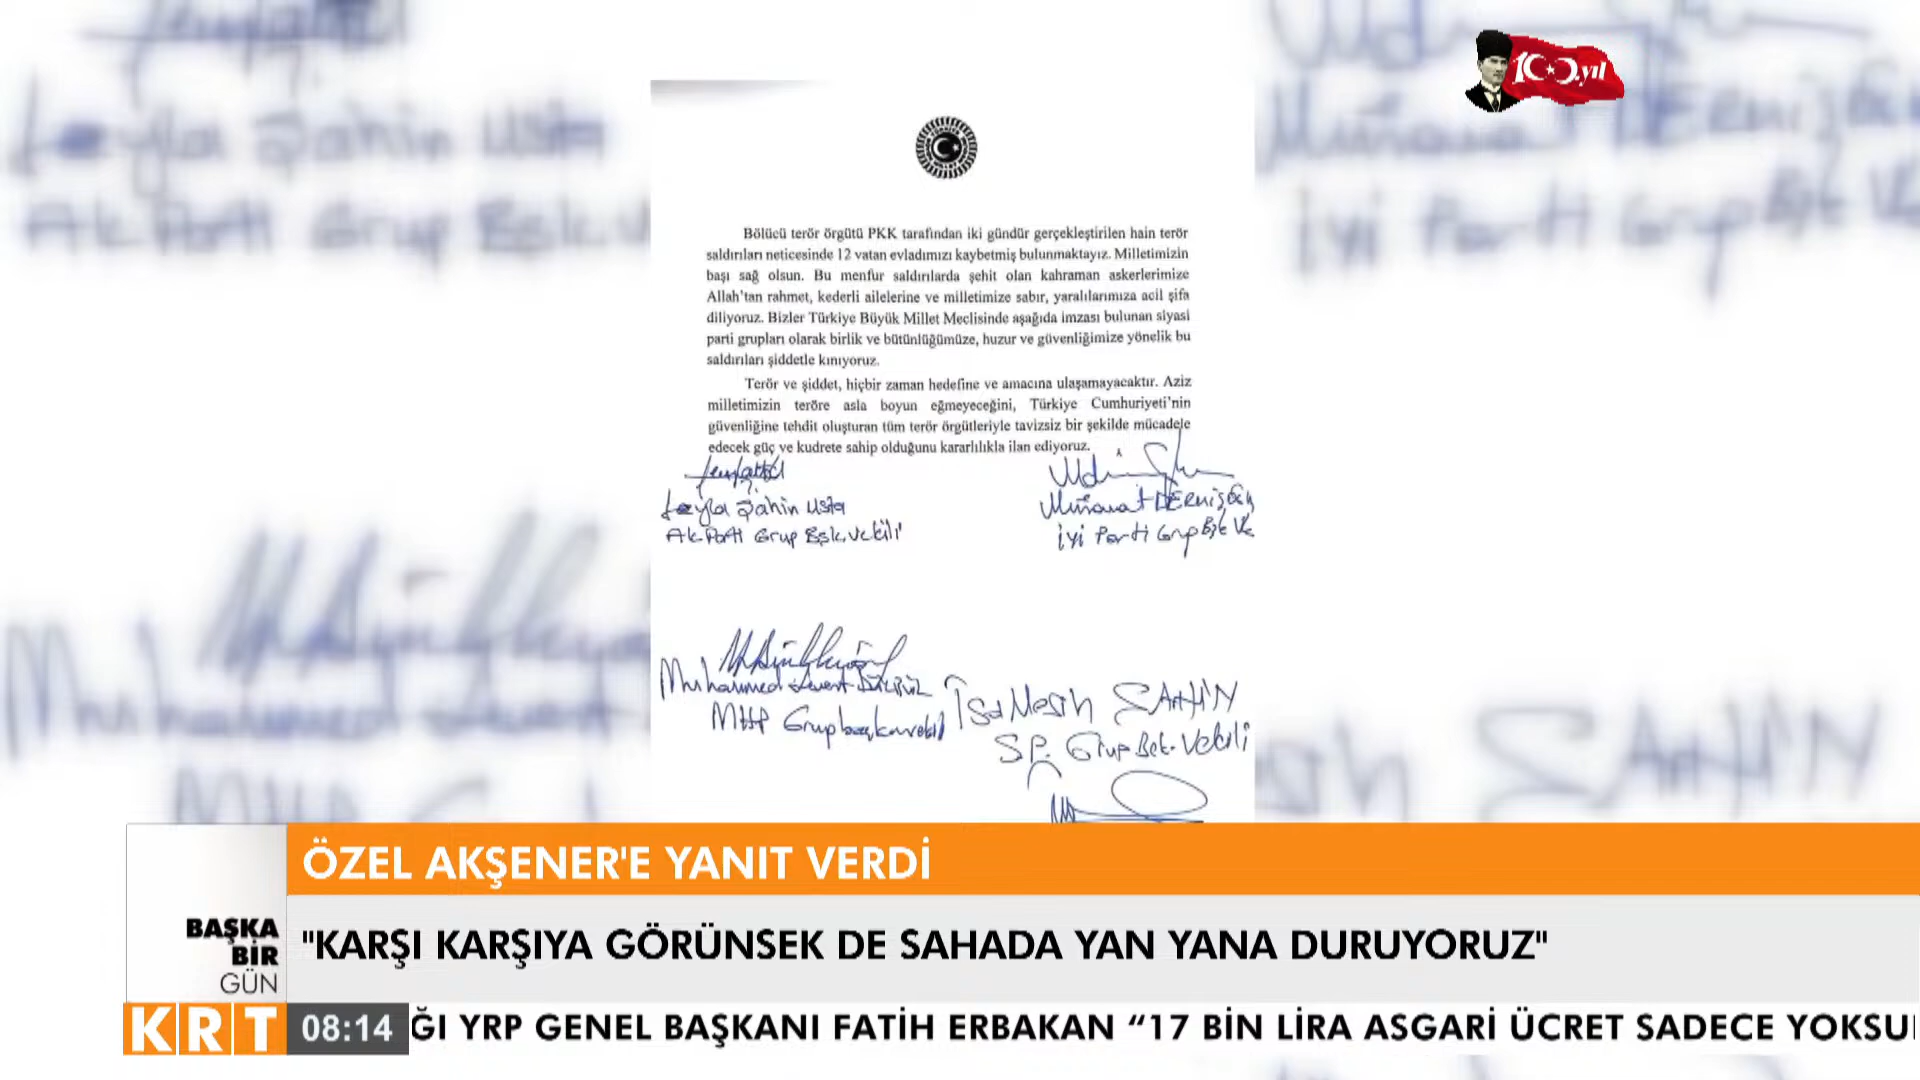 100.yıl
Bölücü terör örgütü PKK tarafından iki gündür gerçekleştirilen hain terör
saldırıları neticesinde 12 vatan evladımızı kaybetmiş bulunmaktayız. Milletimizin
başı sağ olsun. Bu menfur saldırılarda şehit olan kahraman askerlerimize
Allah'tan rahmet, kederli ailelerine ve milletimize sabır, yaralılarımıza acil şifa
diliyoruz. Bizler Türkiye Büyük Millet Meclisinde aşağıda imzası bulunan siyasi
parti grupları olarak birlik ve bütünlüğümüze, huzur ve güvenliğimize yönelik bu
saldırıları şiddetle kınıyoruz.
Terör ve şiddet, hiçbir zaman hedefine ve amacına ulaşamayacaktır. Aziz
milletimizin teröre asla boyun eğmeyeceğini, Türkiye Cumhuriyeti'nin
güvenliğine tehdit oluşturan tüm terör örgütleriyle tavizsiz bir şekilde mücadele
edecek güç ve kudrete sahip olduğunu kararlılıkla ilan ediyoruz.
Leyla Şahin Usta
Ak Parti Grup Bşk. Vekili
İyi Parti Grup Bşk Ve
Muhammed Levent
MHP Grup başkanvekili
İsa Mesih ŞAHİN
SP. Grup Bşk. Vekili
ÖZEL AKŞENER'E YANIT VERDİ
"KARŞI KARŞIYA GÖRÜNSEK DE SAHADA YAN YANA DURUYORUZ"
BAŞKA
BİR
GÜN
KRT 08:14 ĞI YRP GENEL BAŞKANI FATİH ERBAKAN “17 BİN LİRA ASGARİ ÜCRET SADECE YOKSUL